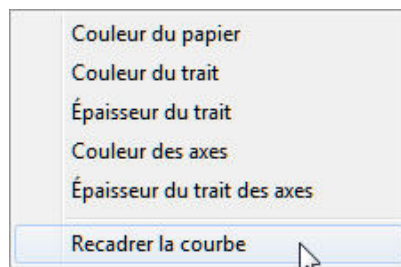 Couleur du papier
Couleur du trait
Épaisseur du trait
Couleur des axes
Épaisseur du trait des axes
Recadrer la courbe